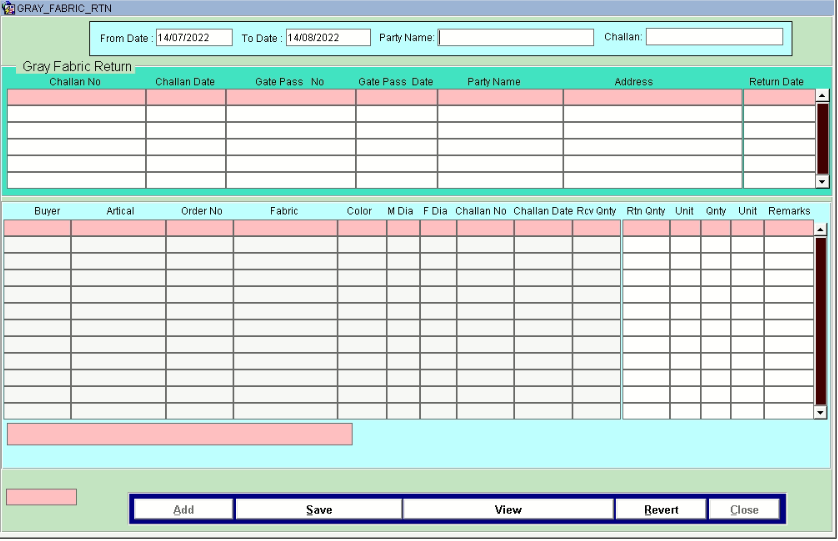 GRAY_FABRIC_RTN
From Date : 14/07/2022 To Date : 14/08/2022 Party Name: Challan:
Gray Fabric Return
Challan No Challan Date Gate Pass No Gate Pass Date Party Name Address Return Date
Buyer Artical Order No Fabric Color M Dia F Dia Challan No Challan Date Rcv Qnty Rtn Qnty Unit Qnty Unit Remarks
Add Save View Revert Close